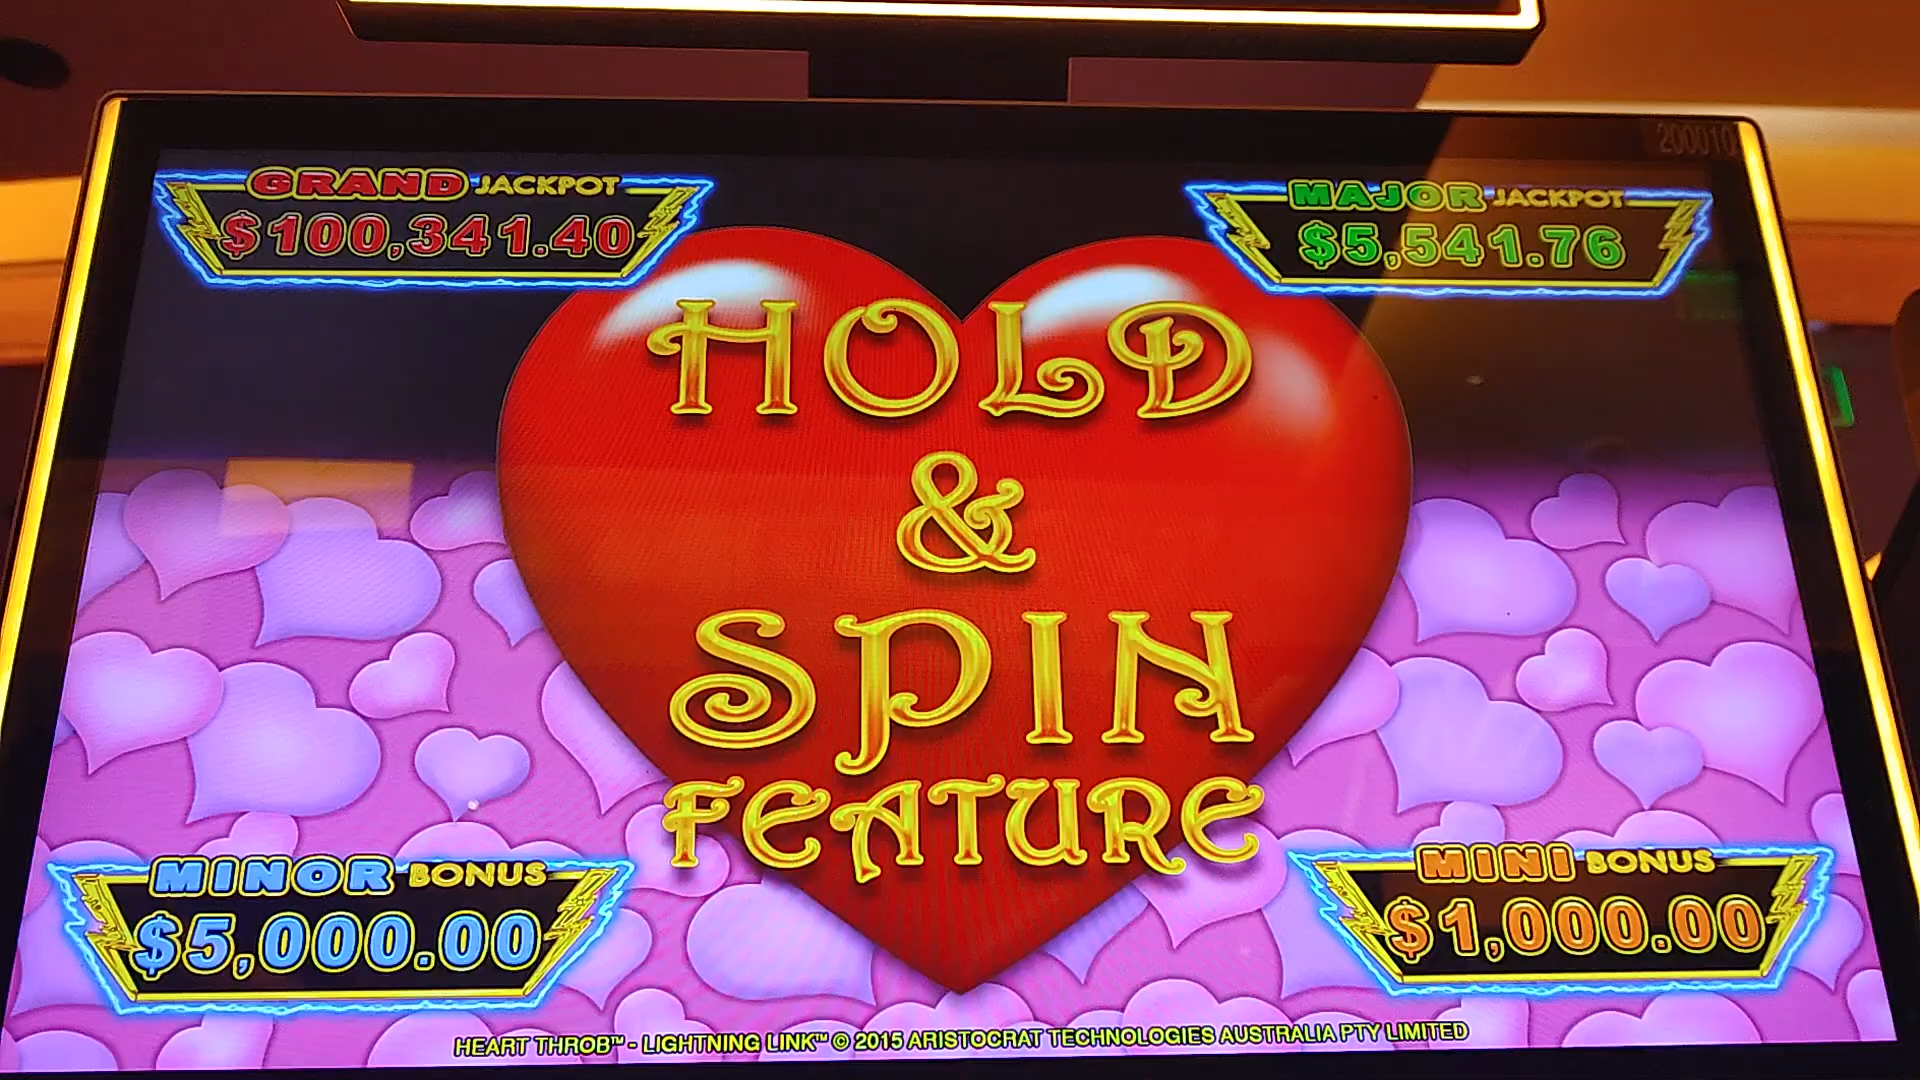 200010
GRAND JACKPOT
$100,341.40
MAJOR JACKPOT
$5,541.76
HOLD
&
SPIN
FEATURE
MINOR BONUS
$5,000.00
MINI BONUS
$1,000.00
HEART THROB™ - LIGHTNING LINK™ © 2015 ARISTOCRAT TECHNOLOGIES AUSTRALIA PTY LIMITED